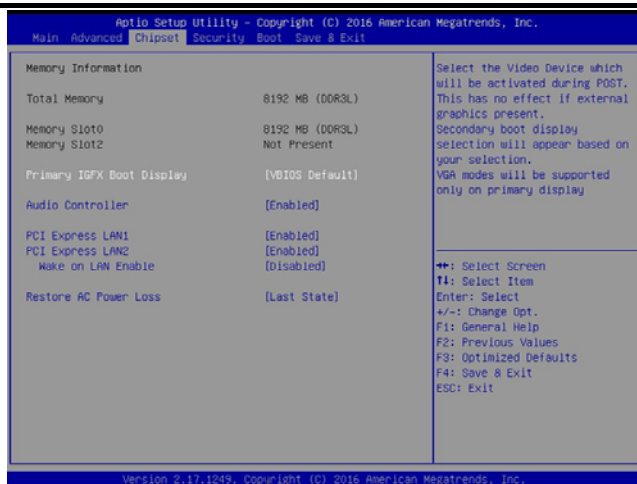 Aptio Setup Utility - Copyright (C) 2016 American Megatrends, Inc.
Main Advanced Chipset Security Boot Save & Exit
Memory Information
Total Memory 8192 MB (DDR3L)
Memory Slot0 8192 MB (DDR3L)
Memory Slot2 Not Present
Primary IGFX Boot Display [VBIOS Default]
Audio Controller [Enabled]
PCI Express LAN1 [Enabled]
PCI Express LAN2 [Enabled]
Wake on LAN Enable [Disabled]
Restore AC Power Loss [Last State]
Select the Video Device which
will be activated during POST.
This has no effect if external
graphics present.
Secondary boot display
selection will appear based on
your selection.
VGA modes will be supported
only on primary display
→←: Select Screen
↑↓: Select Item
Enter: Select
+/-: Change Opt.
F1: General Help
F2: Previous Values
F3: Optimized Defaults
F4: Save & Exit
ESC: Exit
Version 2.17.1249. Copyright (C) 2016 American Megatrends, Inc.